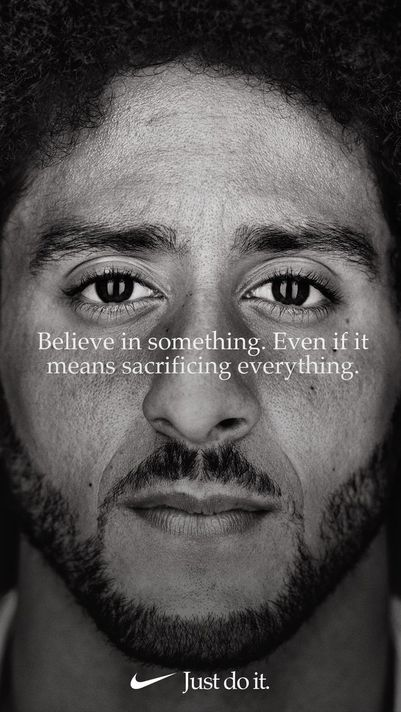 Believe in something. Even if it
means sacrificing everything.
Just do it.